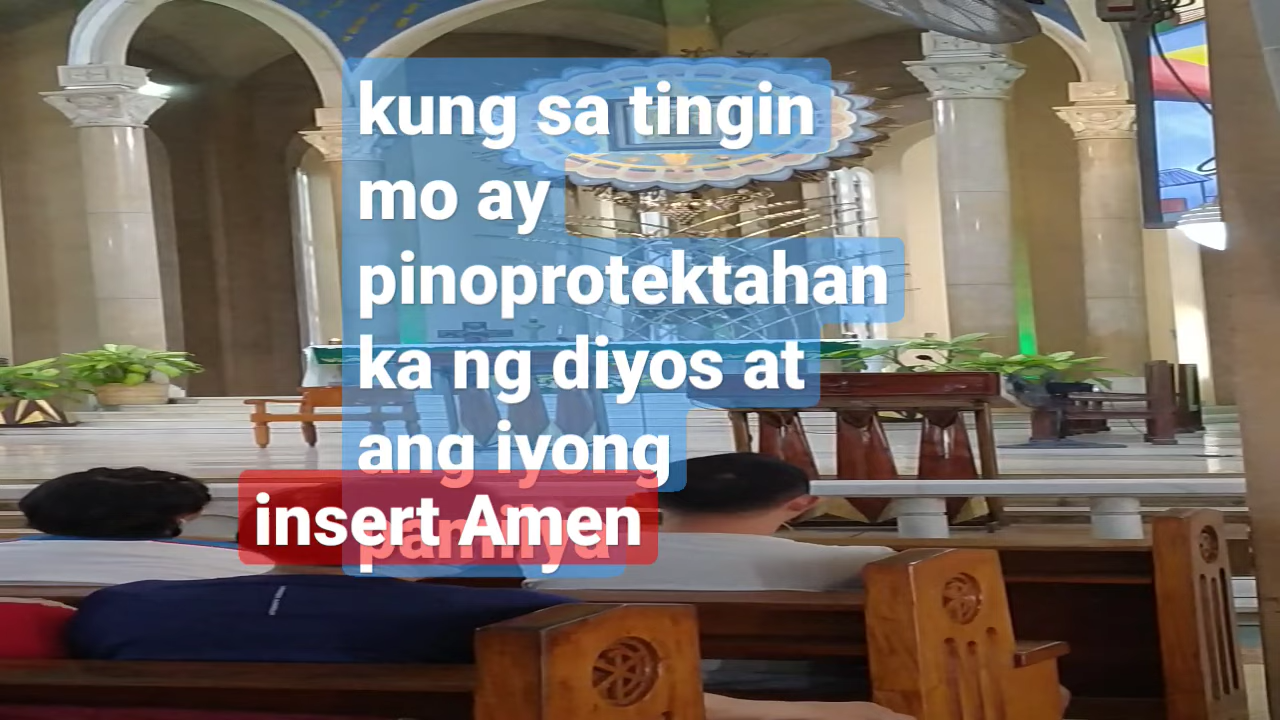 kung sa tingin
mo ay
pinoprotektahan
ka ng diyos at
ang iyong
pamilya
insert Amen